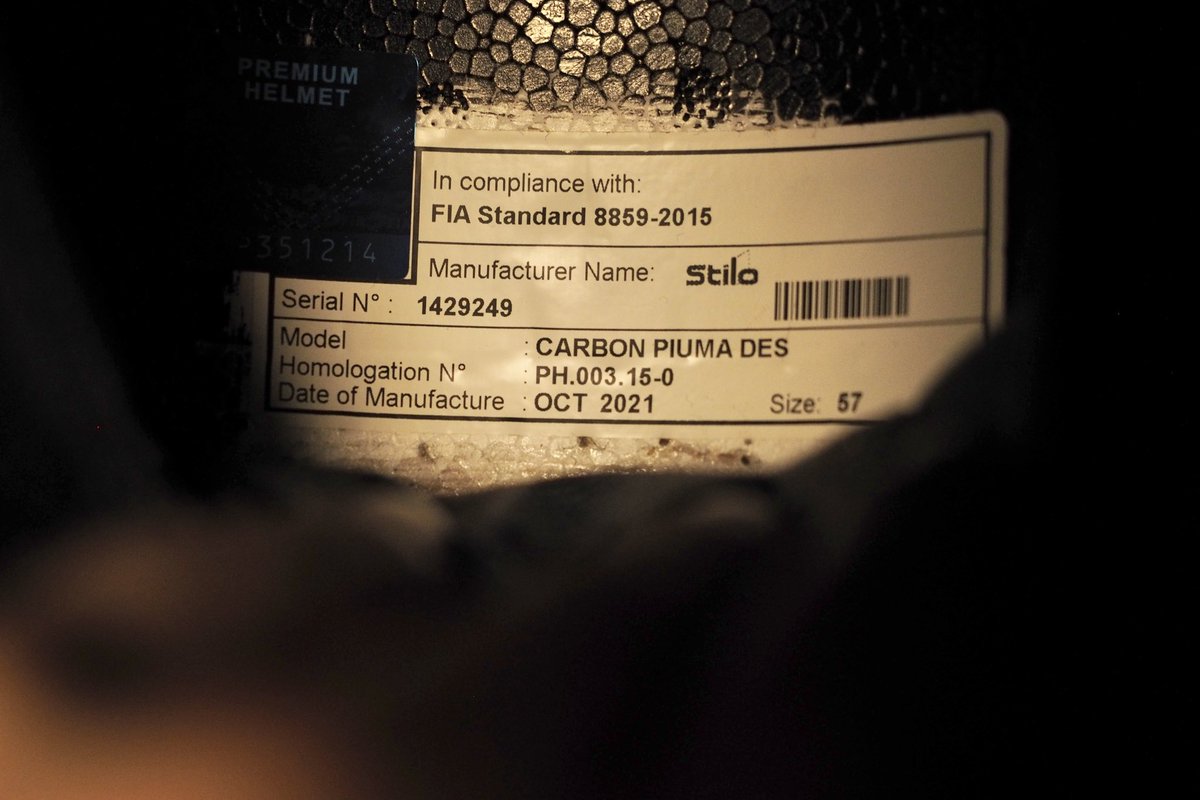 PREMIUM
HELMET
P351214
In compliance with:
FIA Standard 8859-2015
Manufacturer Name: Stilo
Serial N° : 1429249
Model : CARBON PIUMA DES
Homologation N° : PH.003.15-0
Date of Manufacture : OCT 2021 Size: 57